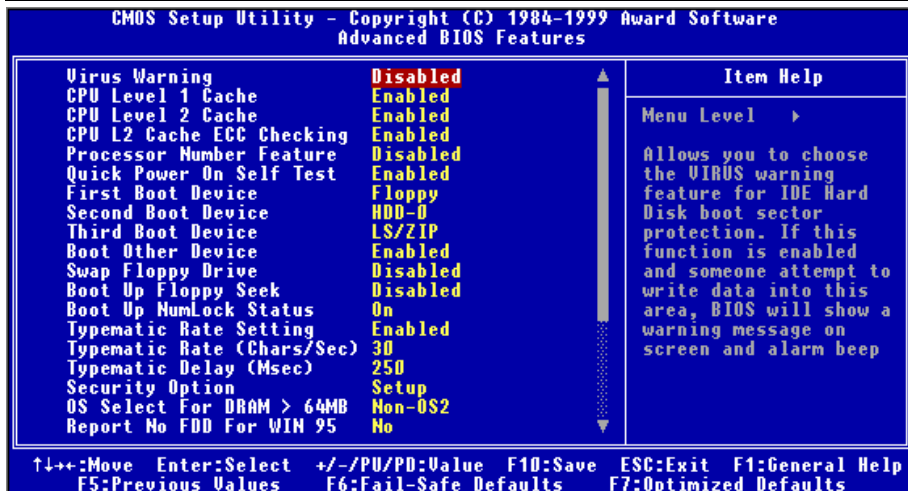 CMOS Setup Utility - Copyright (C) 1984-1999 Award Software
Advanced BIOS Features
Virus Warning Disabled
CPU Level 1 Cache Enabled
CPU Level 2 Cache Enabled
CPU L2 Cache ECC Checking Enabled
Processor Number Feature Disabled
Quick Power On Self Test Enabled
First Boot Device Floppy
Second Boot Device HDD-0
Third Boot Device LS/ZIP
Boot Other Device Enabled
Swap Floppy Drive Disabled
Boot Up Floppy Seek Disabled
Boot Up NumLock Status On
Typematic Rate Setting Enabled
Typematic Rate (Chars/Sec) 30
Typematic Delay (Msec) 250
Security Option Setup
OS Select For DRAM > 64MB Non-OS2
Report No FDD For WIN 95 No
Item Help
Menu Level
Allows you to choose
the VIRUS warning
feature for IDE Hard
Disk boot sector
protection. If this
function is enabled
and someone attempt to
write data into this
area, BIOS will show a
warning message on
screen and alarm beep
↑↓→←:Move Enter:Select +/-/PU/PD:Value F10:Save ESC:Exit F1:General Help
F5:Previous Values F6:Fail-Safe Defaults F7:Optimized Defaults